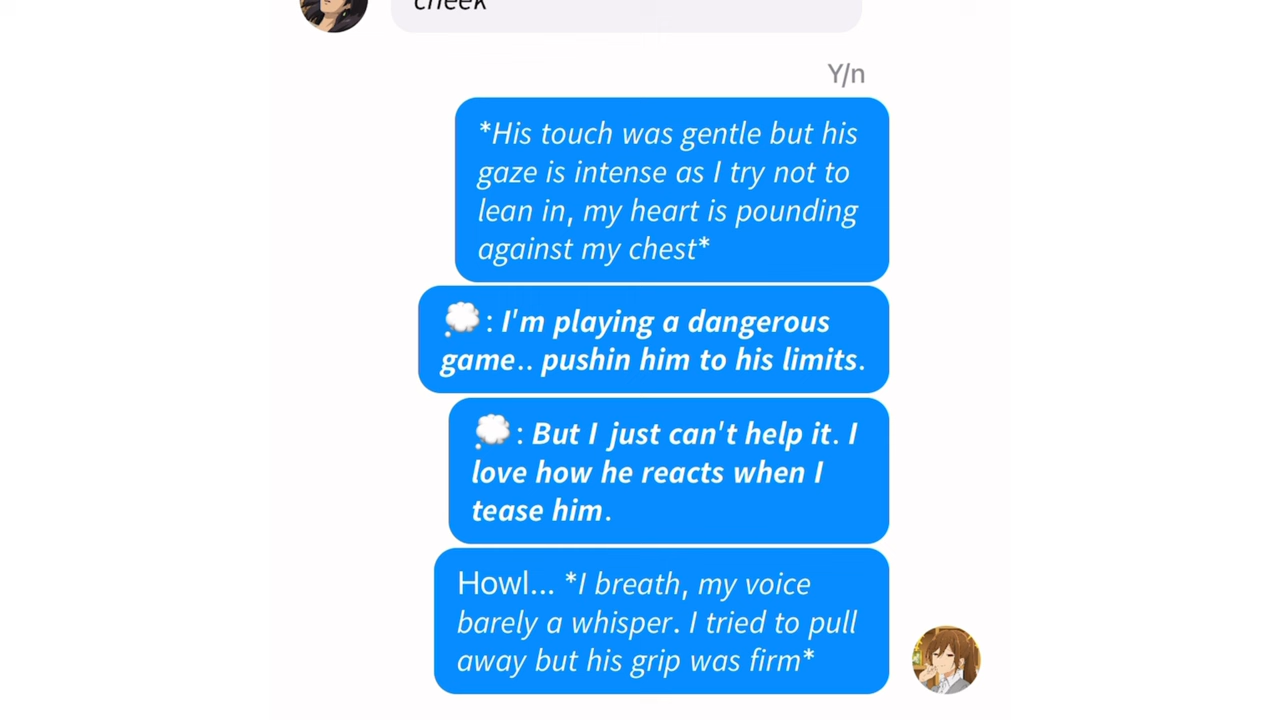 cheek
Y/n
*His touch was gentle but his
gaze is intense as I try not to
lean in, my heart is pounding
against my chest*
💭: I'm playing a dangerous
game.. pushin him to his limits.
💭: But I just can't help it. I
love how he reacts when I
tease him.
Howl... *I breath, my voice
barely a whisper. I tried to pull
away but his grip was firm*